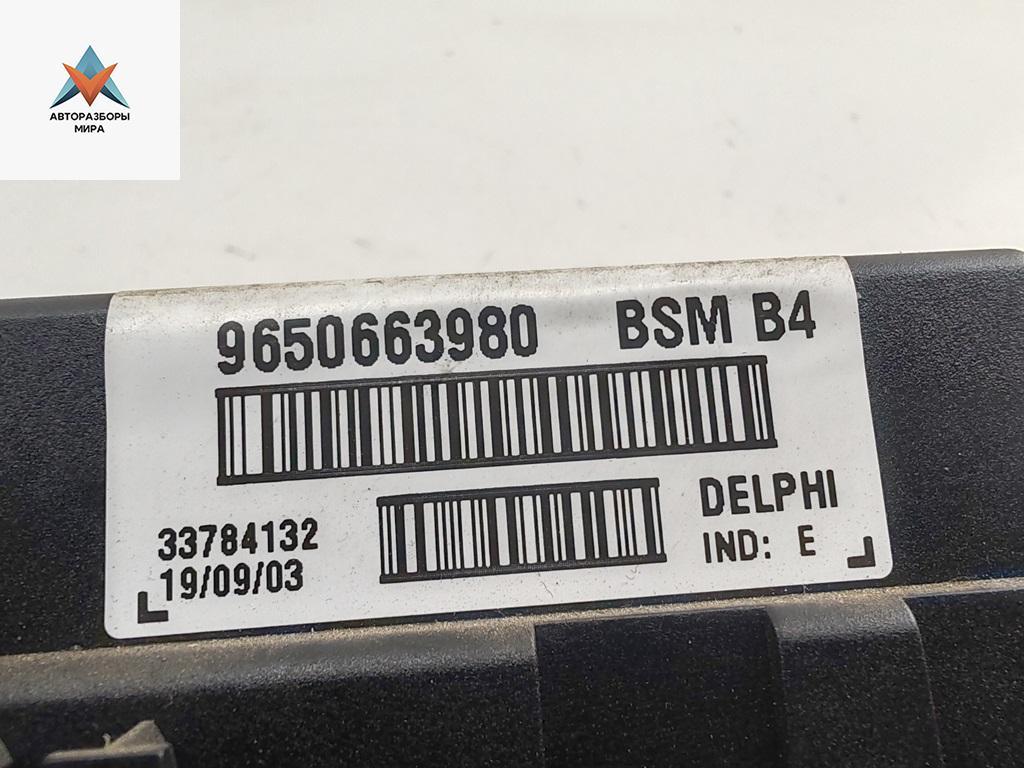 АВТОРАЗБОРЫ
МИРА
9650663980 BSM B4
33784132
19/09/03
DELPHI
IND: E